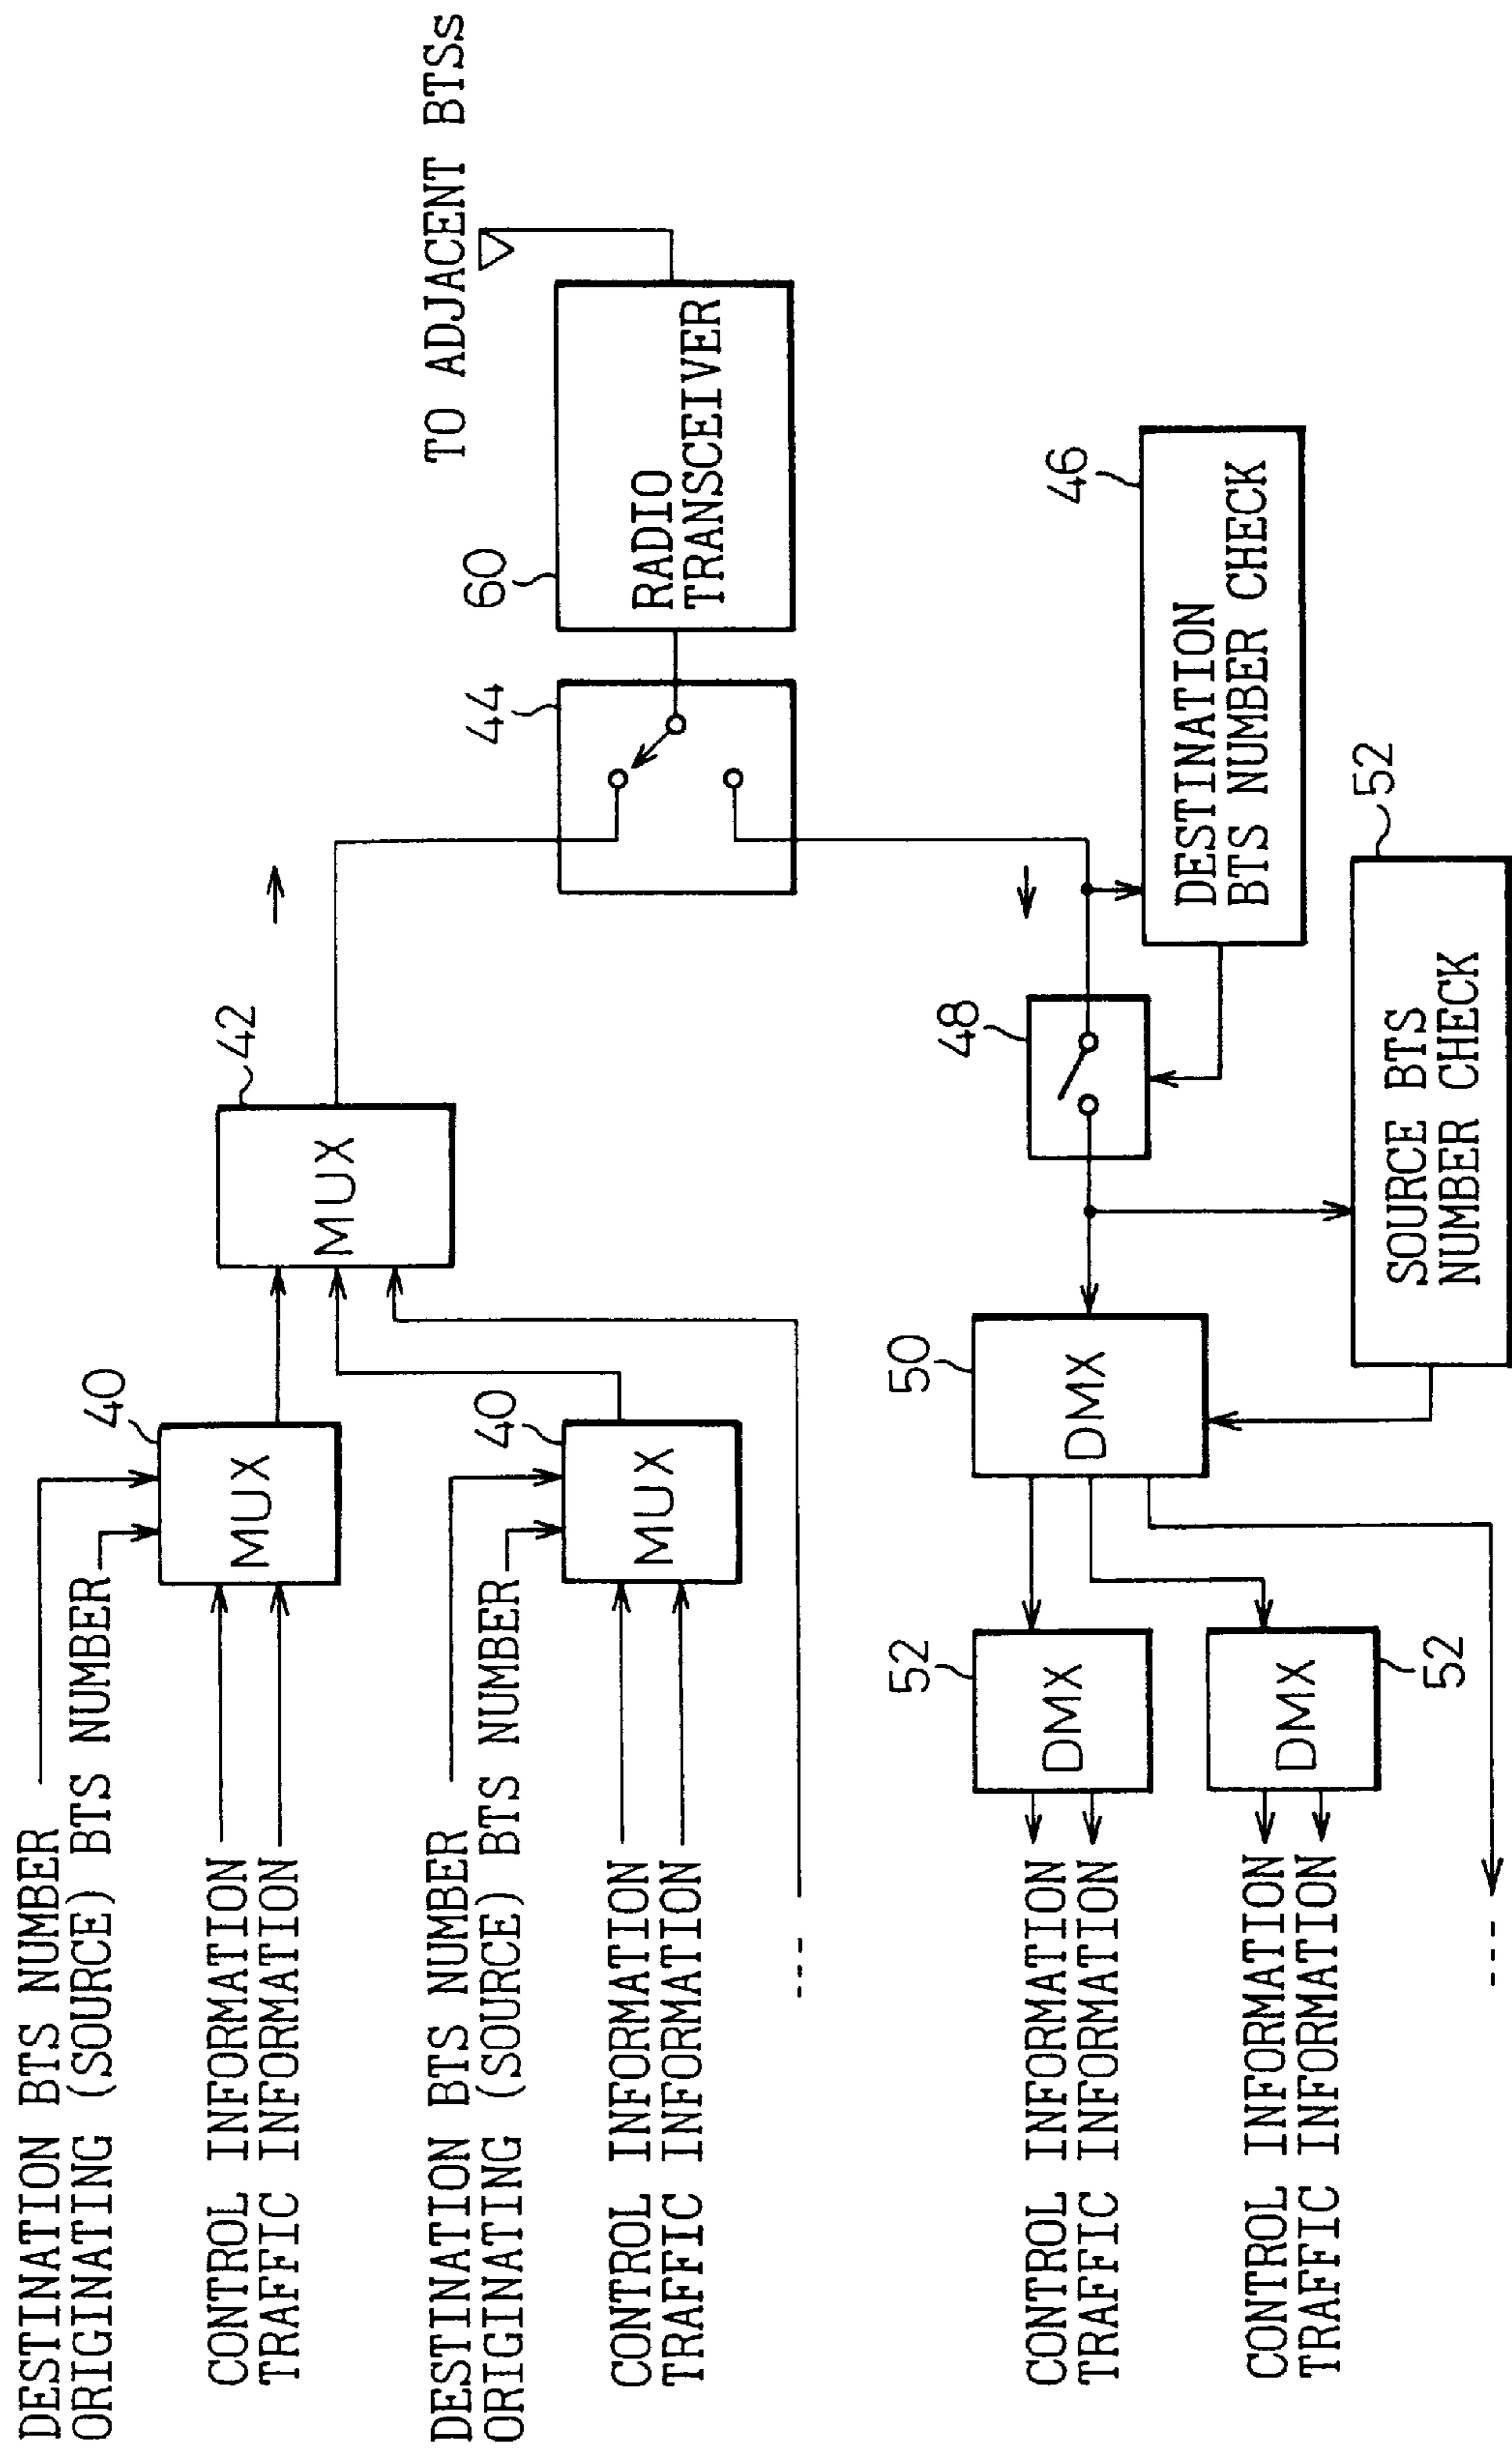 DESTINATION BTS NUMBER
ORIGINATING (SOURCE) BTS NUMBER
40
CONTROL INFORMATION
TRAFFIC INFORMATION
MUX
42
MUX
DESTINATION BTS NUMBER
ORIGINATING (SOURCE) BTS NUMBER
40
CONTROL INFORMATION
TRAFFIC INFORMATION
MUX
44
60
RADIO
TRANSCEIVER
TO ADJACENT BTSs
CONTROL INFORMATION
TRAFFIC INFORMATION
52
DMX
50
DMX
48
46
DESTINATION
BTS NUMBER CHECK
CONTROL INFORMATION
TRAFFIC INFORMATION
DMX
52
SOURCE BTS
NUMBER CHECK
52